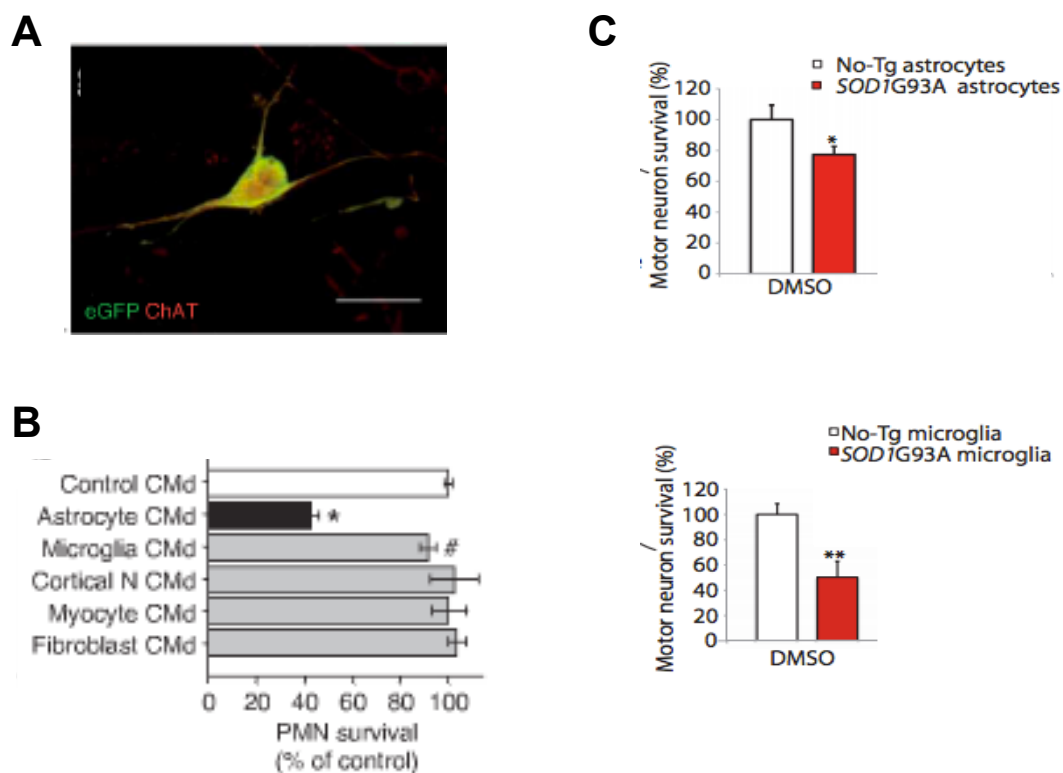 A
eGFP ChAT
B
Control CMd
Astrocyte CMd
*
Microglia CMd
#
Cortical N CMd
Myocyte CMd
Fibroblast CMd
0 20 40 60 80 100
PMN survival
(% of control)
C
No-Tg astrocytes
SOD1G93A astrocytes
Motor neuron survival (%)
120
100
80
60
40
20
0
*
DMSO
No-Tg microglia
SOD1G93A microglia
Motor neuron survival (%)
120
100
80
60
40
20
0
**
DMSO